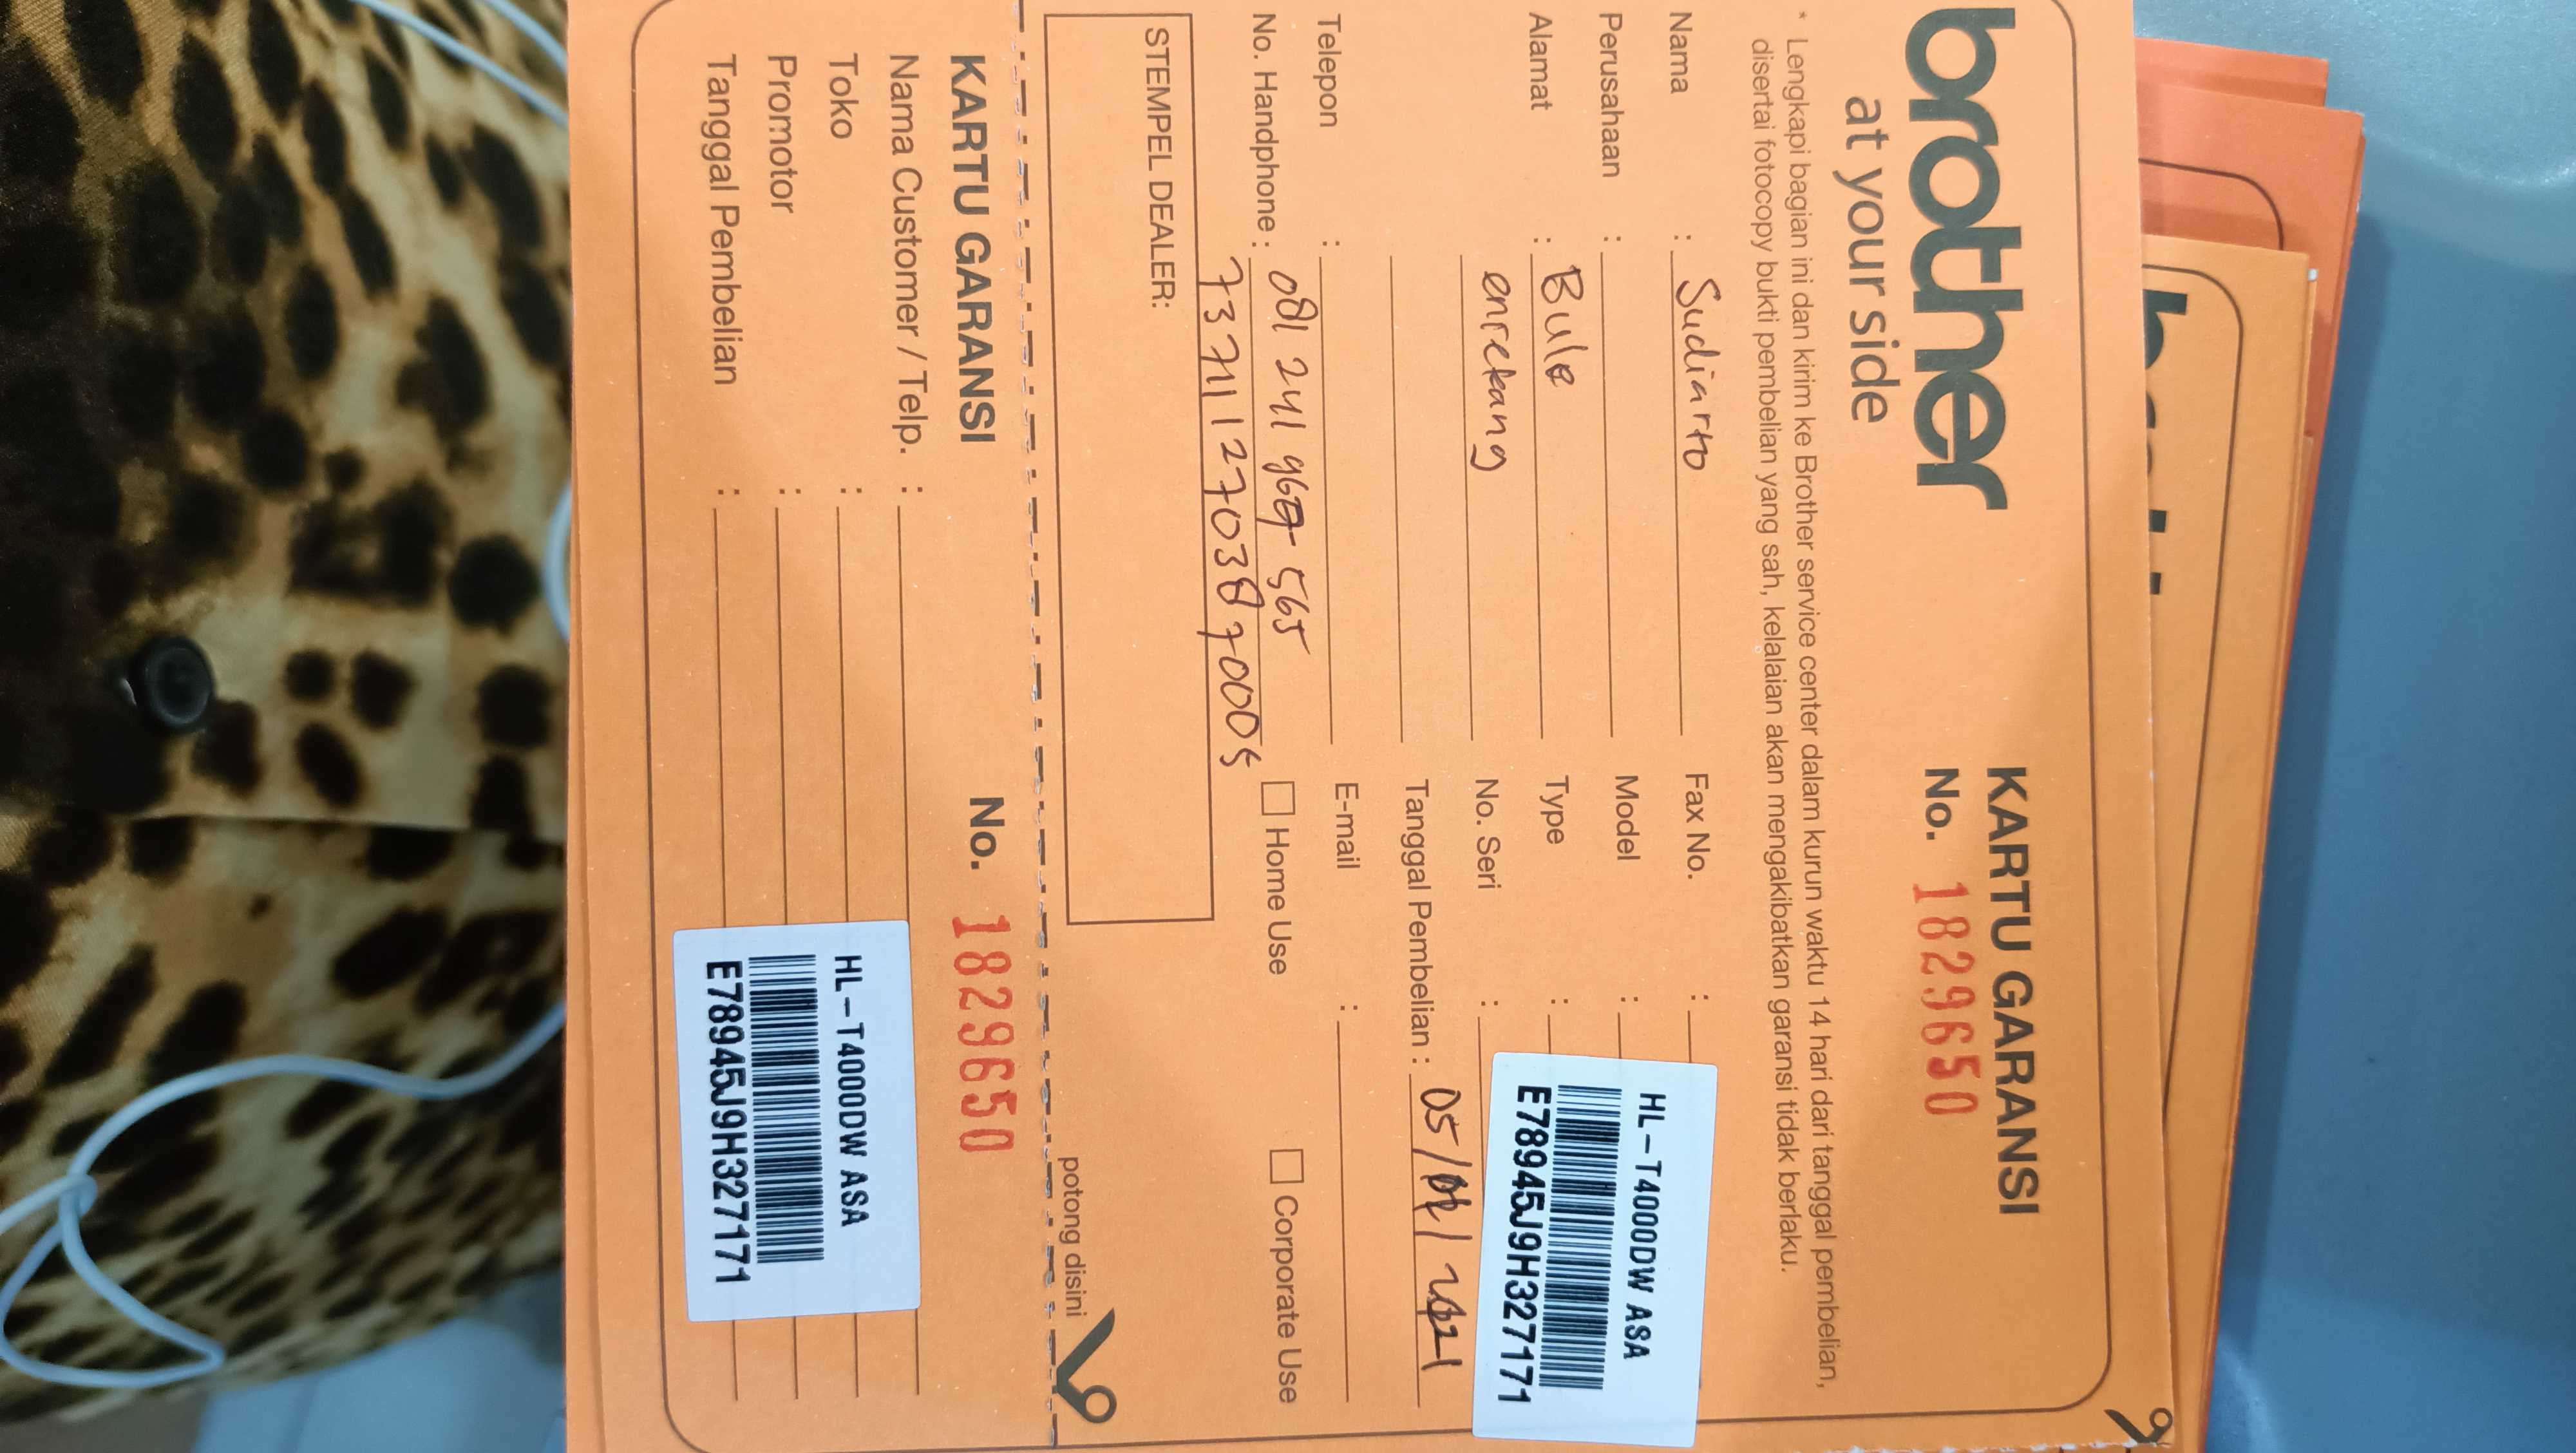 brother
at your side
KARTU GARANSI
No. 1829650
* Lengkapi bagian ini dan kirim ke Brother service center dalam kurun waktu 14 hari dari tanggal pembelian,
disertai fotocopy bukti pembelian yang sah, kelalaian akan mengakibatkan garansi tidak berlaku.
Nama : Sudiarto
Perusahaan :
Alamat :
enrekang
Telepon :
No. Handphone : 081 241 969 565
7371112703870005
Fax No. :
Model :
Type :
No. Seri :
HL-T4000DW ASA
E78945J9H327171
Tanggal Pembelian : 05/
E-mail :
Home Use
Corporate Use
STEMPEL DEALER:
potong disini
KARTU GARANSI
No. 1829650
Nama Customer / Telp. :
Toko :
Promotor :
Tanggal Pembelian :
HL-T4000DW ASA
E78945J9H327171